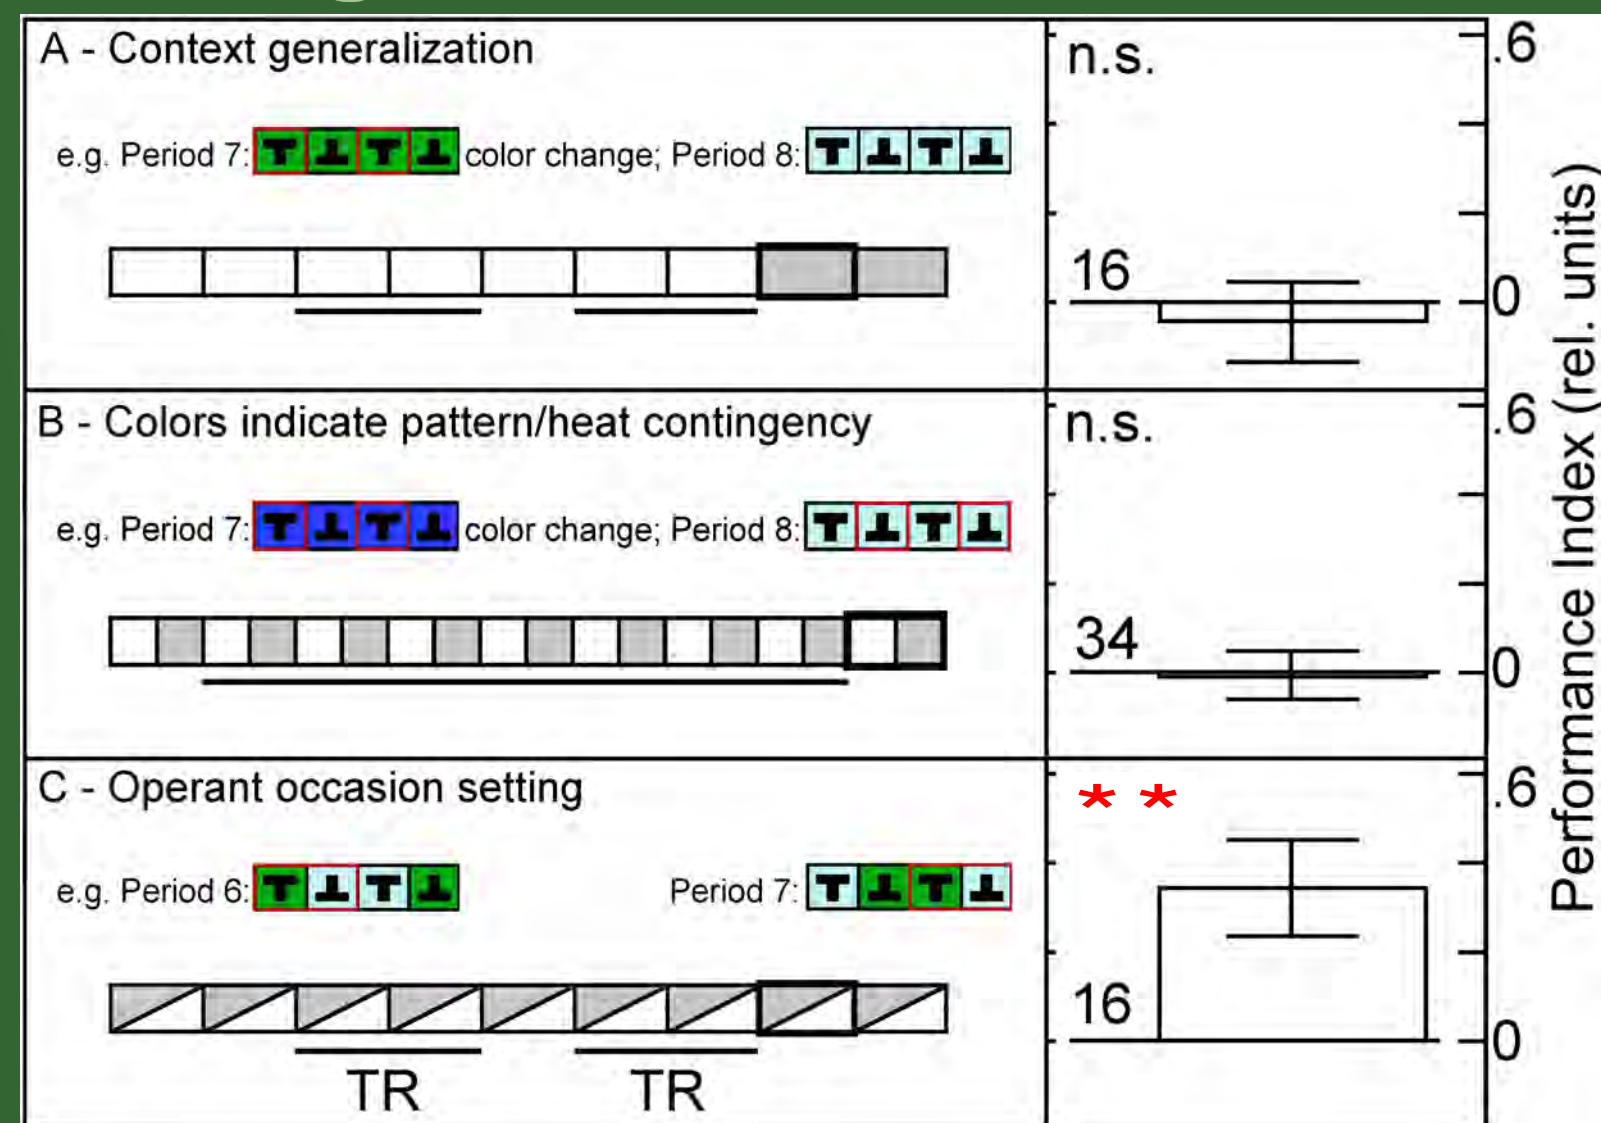 A - Context generalization
n.s.
.6
e.g. Period 7: T ⊥ T ⊥ color change; Period 8: T ⊥ T ⊥
16
0
B - Colors indicate pattern/heat contingency
n.s.
.6
e.g. Period 7: T ⊥ T ⊥ color change; Period 8: T ⊥ T ⊥
34
0
C - Operant occasion setting
* *
.6
e.g. Period 6: T ⊥ T ⊥ Period 7: T ⊥ T ⊥
16
0
TR TR
Performance Index (rel. units)